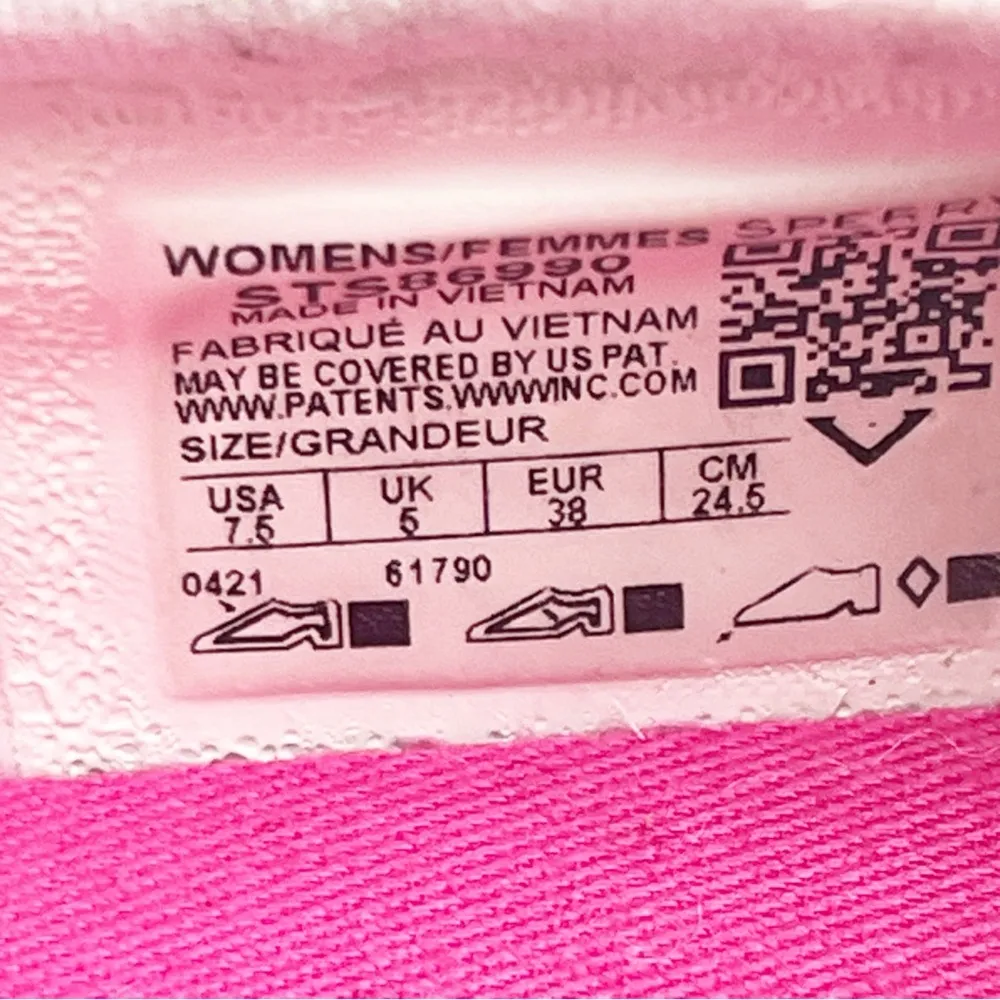 WOMENS/FEMMES SPERRY
STS86990
MADE IN VIETNAM
FABRIQUÉ AU VIETNAM
MAY BE COVERED BY US PAT.
WWW.PATENTS.WWWINC.COM
SIZE/GRANDEUR
USA UK EUR CM
7.5 5 38 24.5
0421 61790